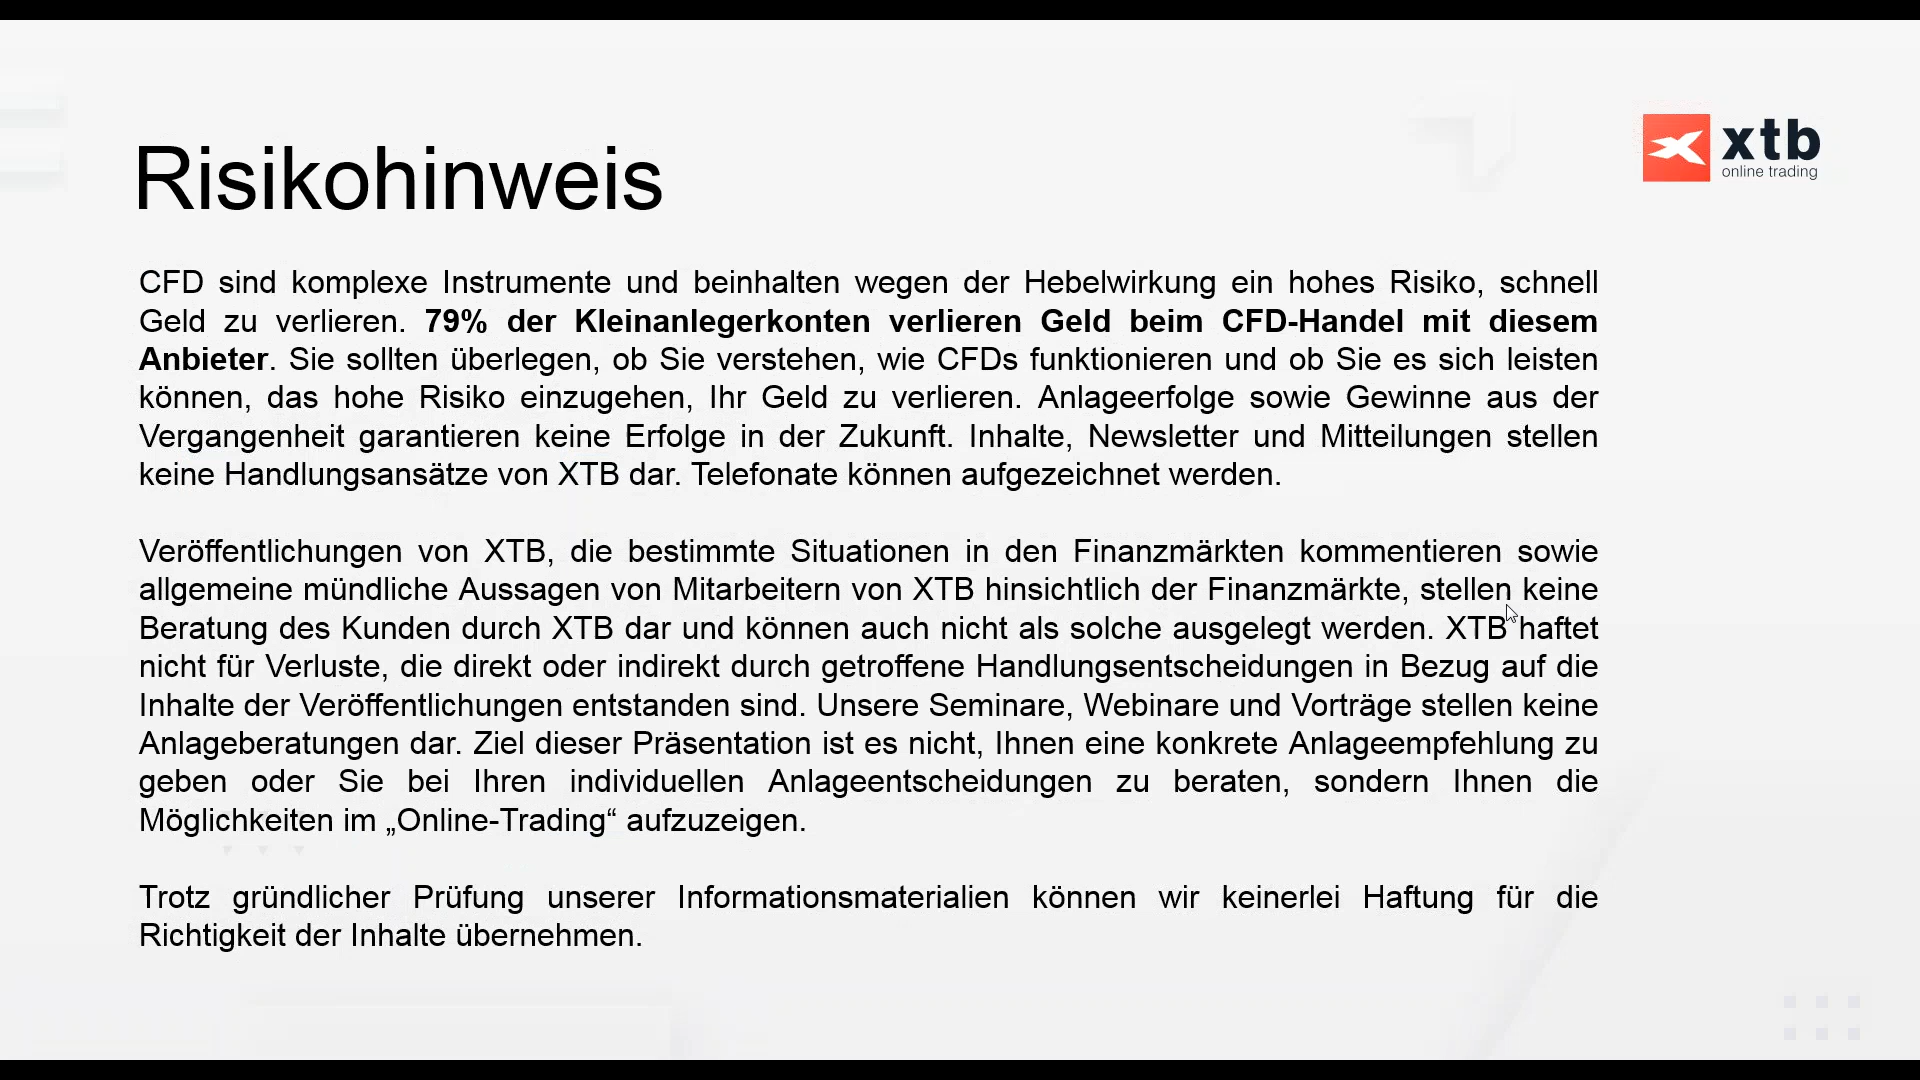 Risikohinweis
xtb
online trading
CFD sind komplexe Instrumente und beinhalten wegen der Hebelwirkung ein hohes Risiko, schnell
Geld zu verlieren. 79% der Kleinanlegerkonten verlieren Geld beim CFD-Handel mit diesem
Anbieter. Sie sollten überlegen, ob Sie verstehen, wie CFDs funktionieren und ob Sie es sich leisten
können, das hohe Risiko einzugehen, Ihr Geld zu verlieren. Anlageerfolge sowie Gewinne aus der
Vergangenheit garantieren keine Erfolge in der Zukunft. Inhalte, Newsletter und Mitteilungen stellen
keine Handlungsansätze von XTB dar. Telefonate können aufgezeichnet werden.
Veröffentlichungen von XTB, die bestimmte Situationen in den Finanzmärkten kommentieren sowie
allgemeine mündliche Aussagen von Mitarbeitern von XTB hinsichtlich der Finanzmärkte, stellen keine
Beratung des Kunden durch XTB dar und können auch nicht als solche ausgelegt werden. XTB haftet
nicht für Verluste, die direkt oder indirekt durch getroffene Handlungsentscheidungen in Bezug auf die
Inhalte der Veröffentlichungen entstanden sind. Unsere Seminare, Webinare und Vorträge stellen keine
Anlageberatungen dar. Ziel dieser Präsentation ist es nicht, Ihnen eine konkrete Anlageempfehlung zu
geben oder Sie bei Ihren individuellen Anlageentscheidungen zu beraten, sondern Ihnen die
Möglichkeiten im „Online-Trading“ aufzuzeigen.
Trotz gründlicher Prüfung unserer Informationsmaterialien können wir keinerlei Haftung für die
Richtigkeit der Inhalte übernehmen.